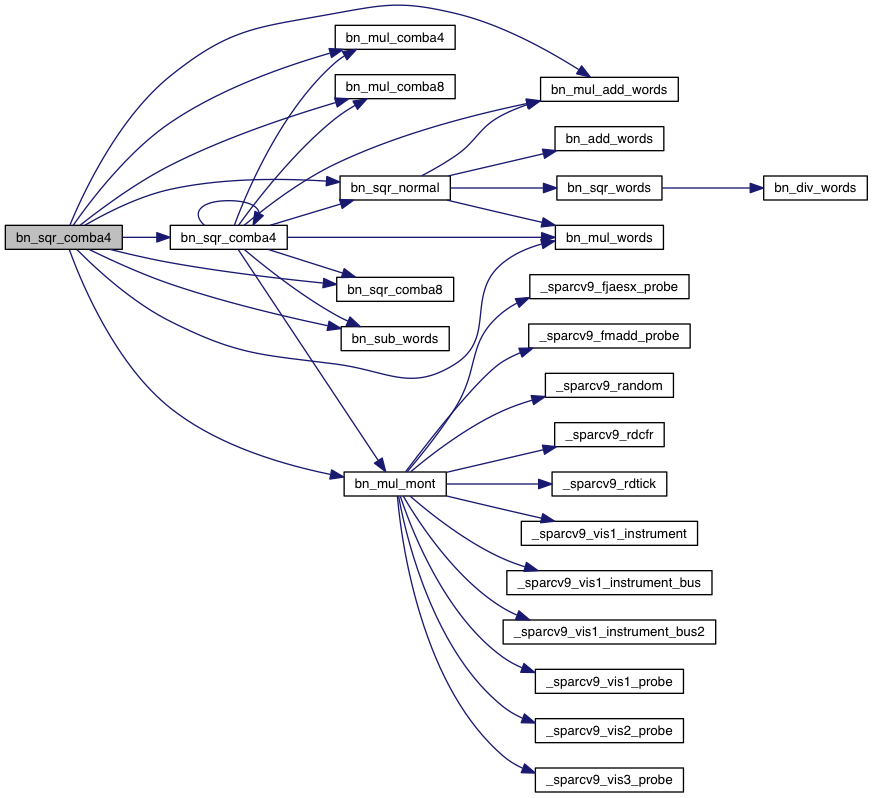 bn_mul_comba4
bn_mul_comba8
bn_mul_add_words
bn_add_words
bn_sqr_normal
bn_sqr_words
bn_div_words
bn_sqr_comba4
bn_sqr_comba4
bn_mul_words
bn_sqr_comba8
_sparcv9_fjaesx_probe
bn_sub_words
_sparcv9_fmadd_probe
_sparcv9_random
_sparcv9_rdcfr
bn_mul_mont
_sparcv9_rdtick
_sparcv9_vis1_instrument
_sparcv9_vis1_instrument_bus
_sparcv9_vis1_instrument_bus2
_sparcv9_vis1_probe
_sparcv9_vis2_probe
_sparcv9_vis3_probe